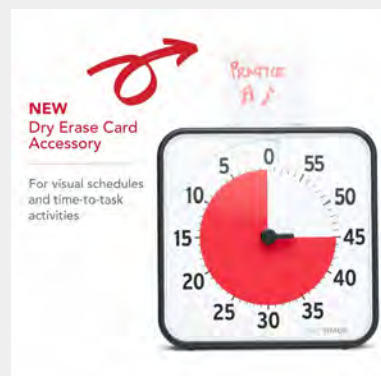 PRACTICE
NEW
Dry Erase Card
Accessory
For visual schedules
and time-to-task
activities
0
55
50
45
40
35
30
25
20
15
10
5